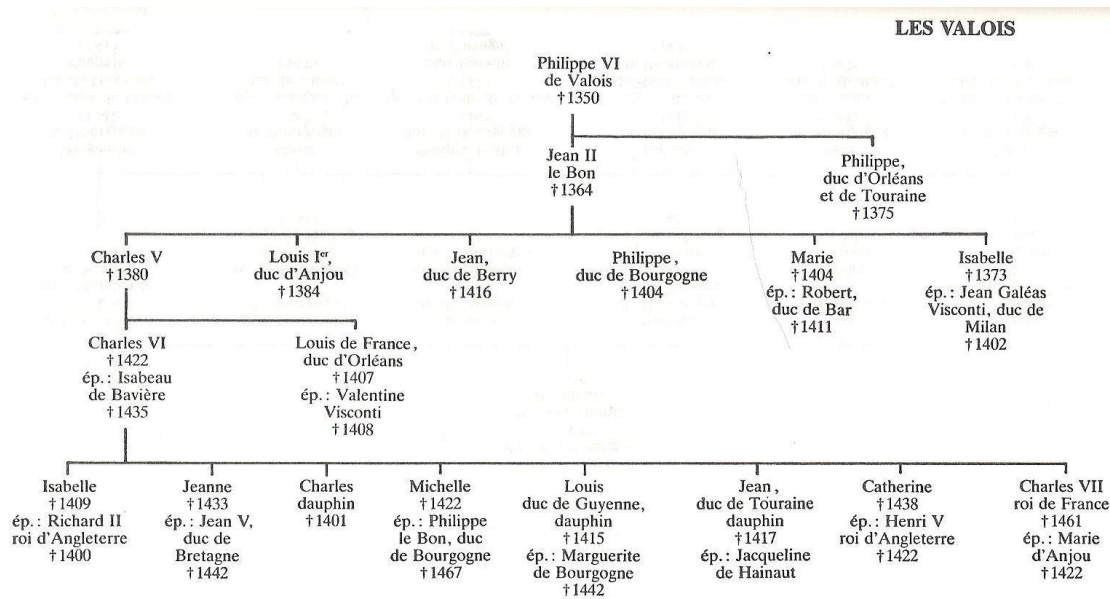 LES VALOIS
Philippe VI
de Valois
†1350
Jean II
le Bon
†1364
Philippe,
duc d'Orléans
et de Touraine
†1375
Charles V
†1380
Louis Ier,
duc d'Anjou
†1384
Jean,
duc de Berry
†1416
Philippe,
duc de Bourgogne
†1404
Marie
†1404
ép.: Robert,
duc de Bar
†1411
Isabelle
†1373
ép.: Jean Galéas
Visconti, duc de
Milan
†1402
Charles VI
†1422
ép.: Isabeau
de Bavière
†1435
Louis de France,
duc d'Orléans
†1407
ép.: Valentine
Visconti
†1408
Isabelle
†1409
ép.: Richard II
roi d'Angleterre
†1400
Jeanne
†1433
ép.: Jean V,
duc de
Bretagne
†1442
Charles
dauphin
†1401
Michelle
†1422
ép.: Philippe
le Bon, duc
de Bourgogne
†1467
Louis
duc de Guyenne,
dauphin
†1415
ép.: Marguerite
de Bourgogne
†1442
Jean,
duc de Touraine
dauphin
†1417
ép.: Jacqueline
de Hainaut
Catherine
†1438
ép.: Henri V
roi d'Angleterre
†1422
Charles VII
roi de France
†1461
ép.: Marie
d'Anjou
†1422